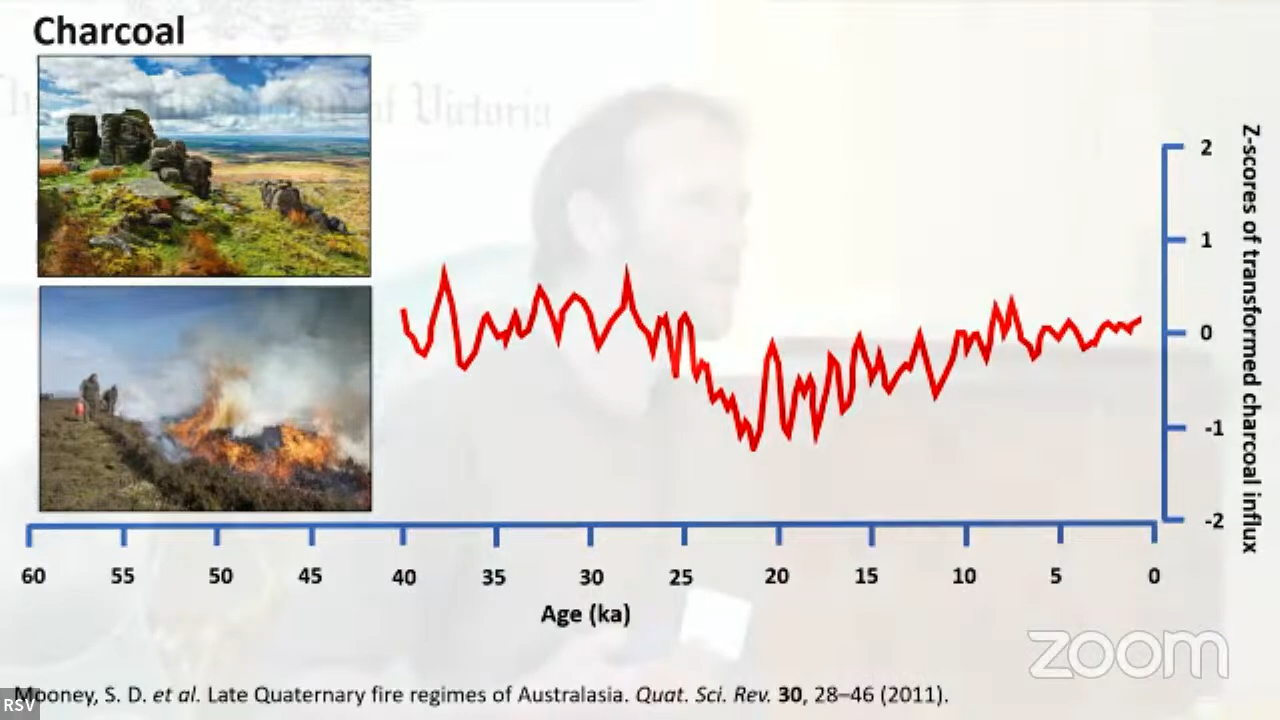 Charcoal
of Victoria
2
1
0
-1
-2
Z-scores of transformed charcoal influx
60 55 50 45 40 35 30 25 20 15 10 5 0
Age (ka)
zoom
Mooney, S. D. et al. Late Quaternary fire regimes of Australasia. Quat. Sci. Rev. 30, 28–46 (2011).
RSV